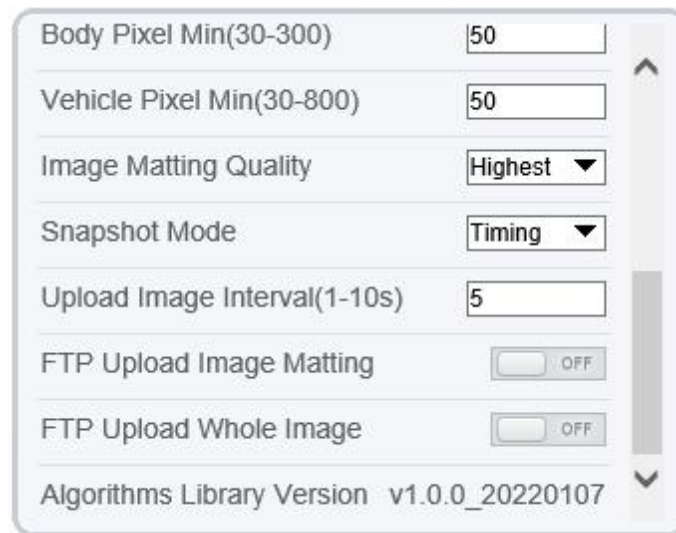 Body Pixel Min(30-300) 50
Vehicle Pixel Min(30-800) 50
Image Matting Quality Highest
Snapshot Mode Timing
Upload Image Interval(1-10s) 5
FTP Upload Image Matting OFF
FTP Upload Whole Image OFF
Algorithms Library Version v1.0.0_20220107